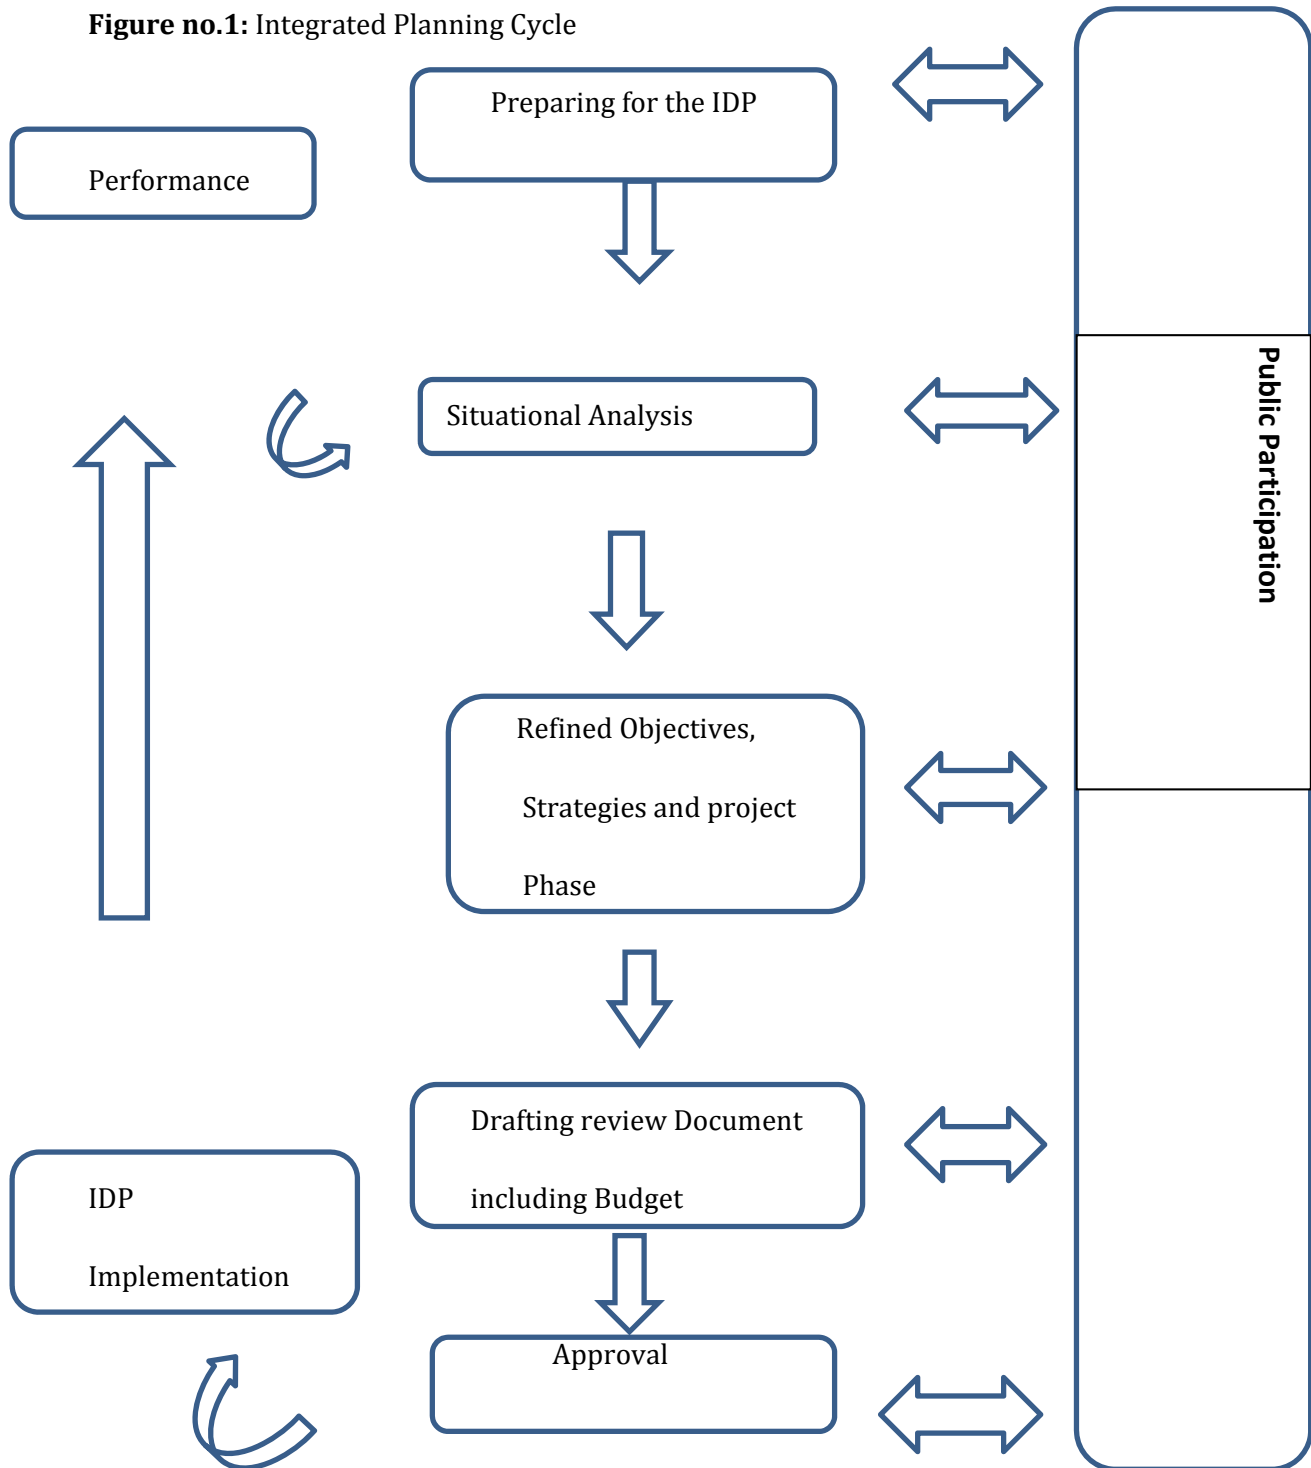 Figure no.1: Integrated Planning Cycle
Preparing for the IDP
Performance
Situational Analysis
Public Participation
Refined Objectives,
Strategies and project
Phase
Drafting review Document
including Budget
IDP
Implementation
Approval